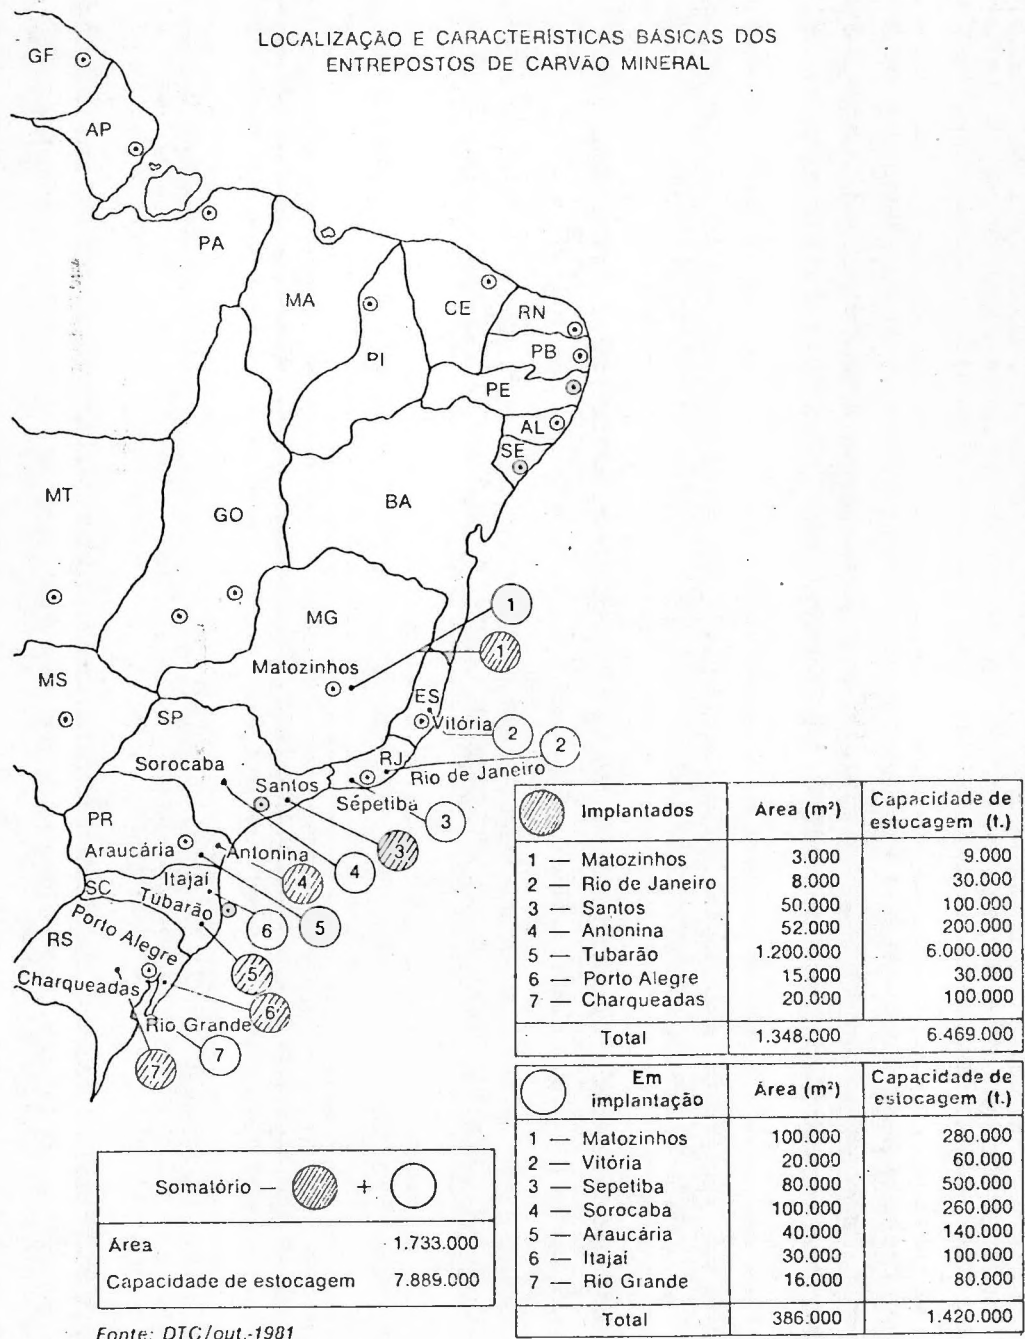 LOCALIZAÇÃO E CARACTERÍSTICAS BÁSICAS DOS
ENTREPOSTOS DE CARVÃO MINERAL
GF
AP
PA
MA
CE
RN
PI
PB
PE
AL
SE
MT
GO
BA
MG
1
1
Matozinhos
MS
ES
SP
Vitória
2
2
RJ
Rio de Janeiro
Sorocaba
Santos
Sepetiba
3
PR
3
Araucária
Antonina
4
4
Itajaí
SC
Tubarão
6
5
Porto Alegre
RS
5
Charqueadas
6
Rio Grande
7
7
Implantados Área (m²) Capacidade de
estocagem (t.)
1 — Matozinhos 3.000 9.000
2 — Rio de Janeiro 8.000 30.000
3 — Santos 50.000 100.000
4 — Antonina 52.000 200.000
5 — Tubarão 1.200.000 6.000.000
6 — Porto Alegre 15.000 30.000
7 — Charqueadas 20.000 100.000
Total 1.348.000 6.469.000
Em
implantação Área (m²) Capacidade de
estocagem (t.)
1 — Matozinhos 100.000 280.000
2 — Vitória 20.000 60.000
3 — Sepetiba 80.000 500.000
4 — Sorocaba 100.000 260.000
5 — Araucária 40.000 140.000
6 — Itajaí 30.000 100.000
7 — Rio Grande 16.000 80.000
Total 386.000 1.420.000
Somatório — +
Área 1.733.000
Capacidade de estocagem 7.889.000
Fonte: DTC/out.-1981